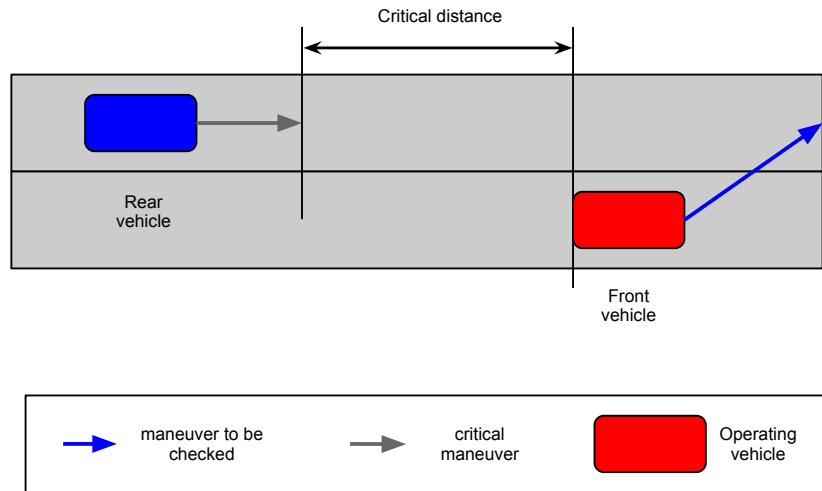 Critical distance
Rear
vehicle
Front
vehicle
maneuver to be
checked
critical
maneuver
Operating
vehicle